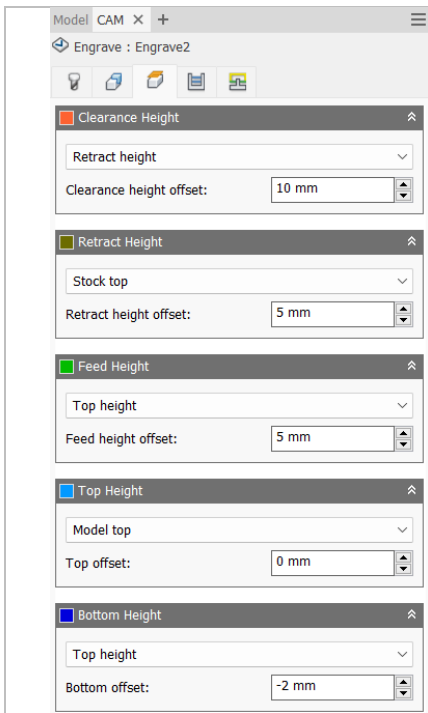 Model CAM × +
Engrave : Engrave2
Clearance Height
Retract height
Clearance height offset: 10 mm
Retract Height
Stock top
Retract height offset: 5 mm
Feed Height
Top height
Feed height offset: 5 mm
Top Height
Model top
Top offset: 0 mm
Bottom Height
Top height
Bottom offset: -2 mm